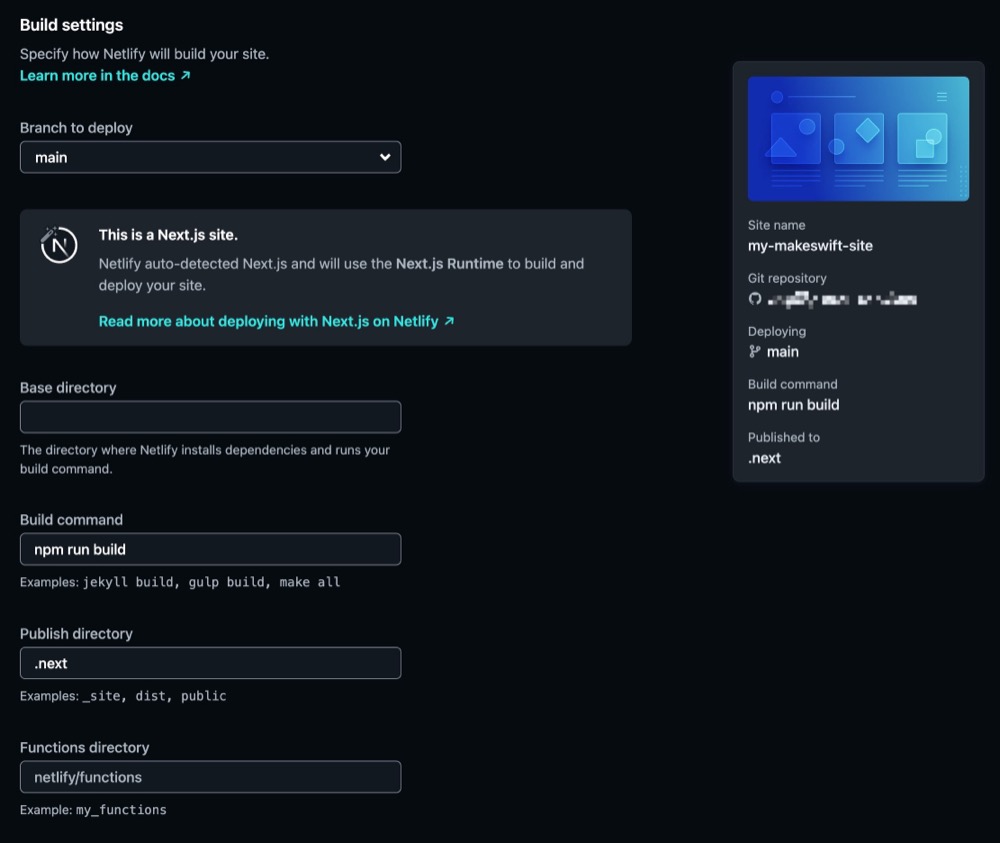 Build settings
Specify how Netlify will build your site.
Learn more in the docs ↗
Branch to deploy
main
This is a Next.js site.
Netlify auto-detected Next.js and will use the Next.js Runtime to build and
deploy your site.
Read more about deploying with Next.js on Netlify ↗
Base directory
The directory where Netlify installs dependencies and runs your
build command.
Build command
npm run build
Examples: jekyll build, gulp build, make all
Publish directory
.next
Examples: _site, dist, public
Functions directory
netlify/functions
Example: my_functions
Site name
my-makeswift-site
Git repository
Deploying
main
Build command
npm run build
Published to
.next